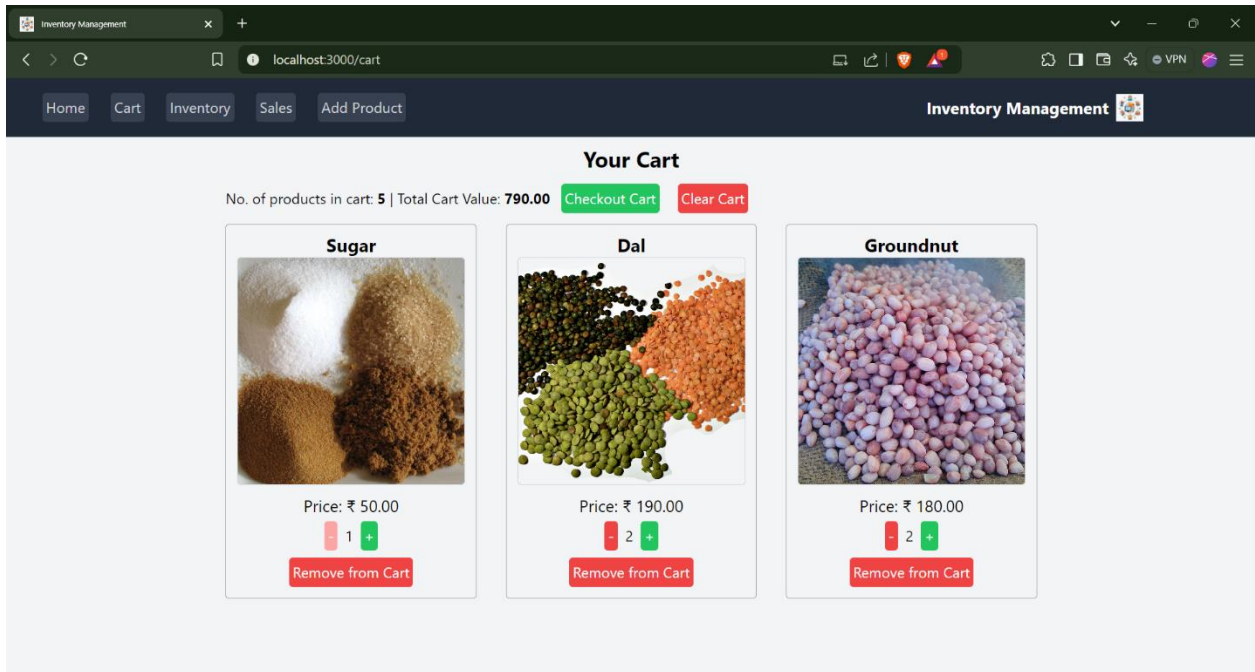 Inventory Management
localhost:3000/cart
VPN
Home Cart Inventory Sales Add Product Inventory Management
Your Cart
No. of products in cart: 5 | Total Cart Value: 790.00 Checkout Cart Clear Cart
Sugar
Price: ₹ 50.00
- 1 +
Remove from Cart
Dal
Price: ₹ 190.00
- 2 +
Remove from Cart
Groundnut
Price: ₹ 180.00
- 2 +
Remove from Cart